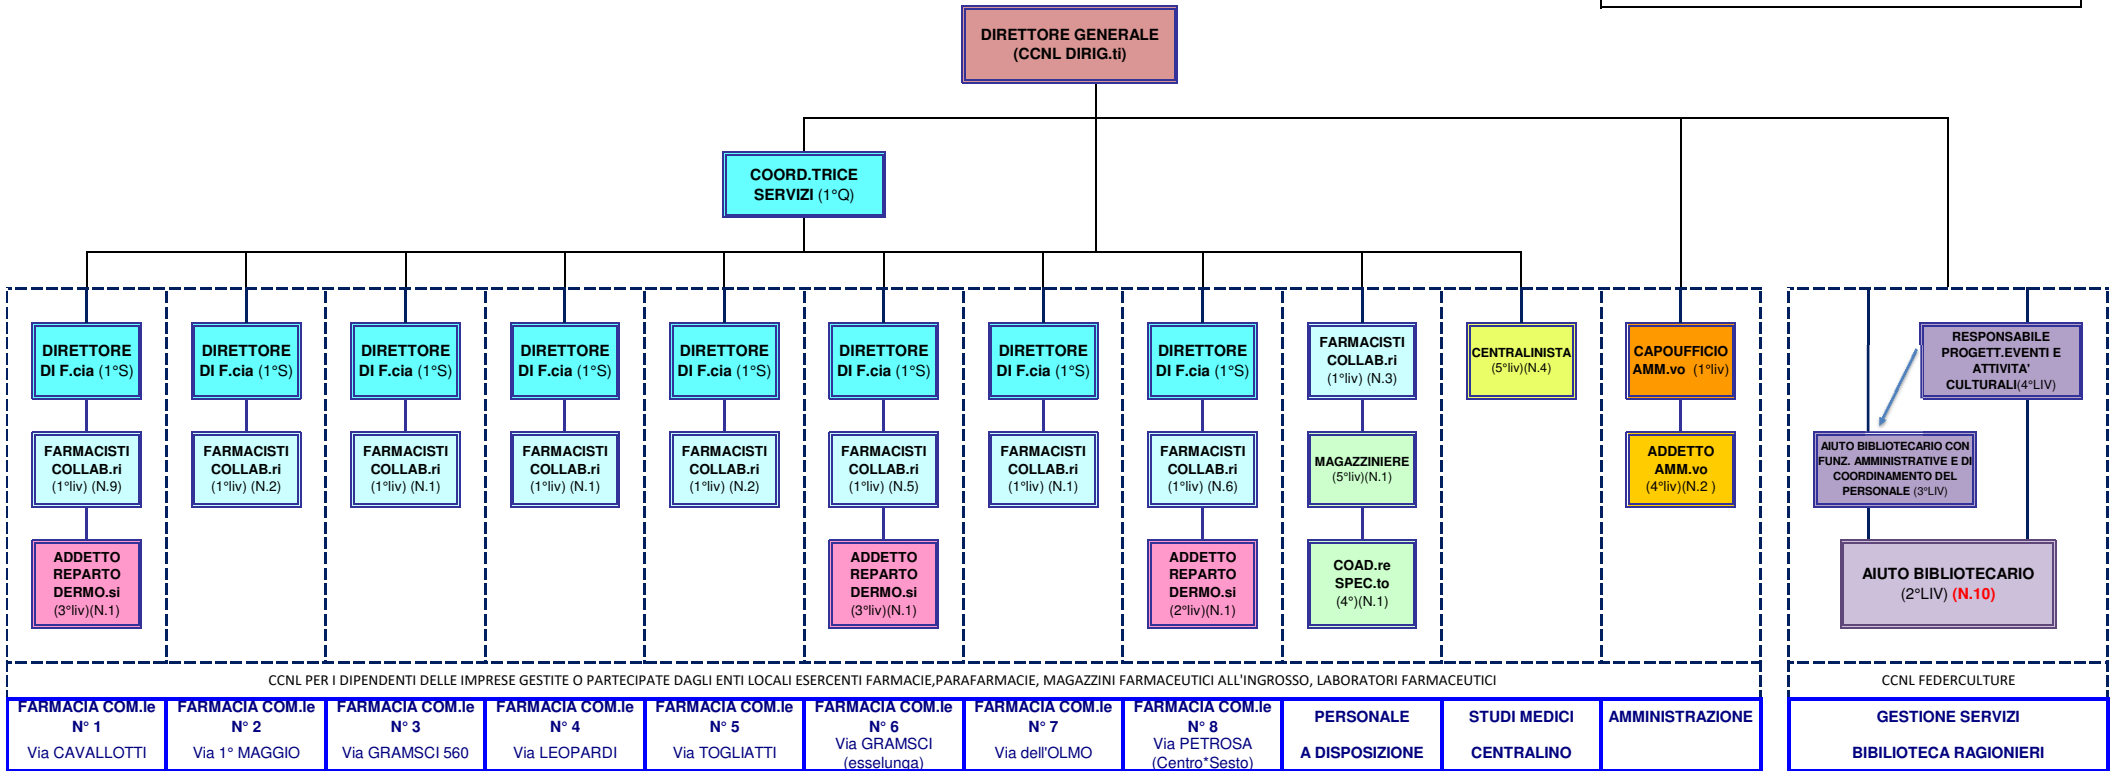 DIRETTORE GENERALE
(CCNL DIRIG.ti)
COORD.TRICE
SERVIZI (1°Q)
DIRETTORE
DI F.cia (1°S)
DIRETTORE
DI F.cia (1°S)
DIRETTORE
DI F.cia (1°S)
DIRETTORE
DI F.cia (1°S)
DIRETTORE
DI F.cia (1°S)
DIRETTORE
DI F.cia (1°S)
DIRETTORE
DI F.cia (1°S)
DIRETTORE
DI F.cia (1°S)
FARMACISTI
COLLAB.ri
(1°liv) (N.3)
CENTRALINISTA
(5°liv)(N.4)
CAPOUFFICIO
AMM.vo (1°liv)
RESPONSABILE
PROGETT.EVENTI E
ATTIVITA'
CULTURALI(4°LIV)
FARMACISTI
COLLAB.ri
(1°liv) (N.9)
FARMACISTI
COLLAB.ri
(1°liv) (N.2)
FARMACISTI
COLLAB.ri
(1°liv) (N.1)
FARMACISTI
COLLAB.ri
(1°liv) (N.1)
FARMACISTI
COLLAB.ri
(1°liv) (N.2)
FARMACISTI
COLLAB.ri
(1°liv) (N.5)
FARMACISTI
COLLAB.ri
(1°liv) (N.1)
FARMACISTI
COLLAB.ri
(1°liv) (N.6)
MAGAZZINIERE
(5°liv)(N.1)
ADDETTO
AMM.vo
(4°liv)(N.2 )
AIUTO BIBLIOTECARIO CON
FUNZ. AMMINISTRATIVE E DI
COORDINAMENTO DEL
PERSONALE (3°LIV)
ADDETTO
REPARTO
DERMO.si
(3°liv)(N.1)
ADDETTO
REPARTO
DERMO.si
(3°liv)(N.1)
ADDETTO
REPARTO
DERMO.si
(2°liv)(N.1)
COAD.re
SPEC.to
(4°)(N.1)
AIUTO BIBLIOTECARIO
(2°LIV) (N.10)
CCNL PER I DIPENDENTI DELLE IMPRESE GESTITE O PARTECIPATE DAGLI ENTI LOCALI ESERCENTI FARMACIE,PARAFARMACIE, MAGAZZINI FARMACEUTICI ALL'INGROSSO, LABORATORI FARMACEUTICI
CCNL FEDERCULTURE
FARMACIA COM.le
N° 1
Via CAVALLOTTI
FARMACIA COM.le
N° 2
Via 1° MAGGIO
FARMACIA COM.le
N° 3
Via GRAMSCI 560
FARMACIA COM.le
N° 4
Via LEOPARDI
FARMACIA COM.le
N° 5
Via TOGLIATTI
FARMACIA COM.le
N° 6
Via GRAMSCI
(esselunga)
FARMACIA COM.le
N° 7
Via dell'OLMO
FARMACIA COM.le
N° 8
Via PETROSA
(Centro*Sesto)
PERSONALE
A DISPOSIZIONE
STUDI MEDICI
CENTRALINO
AMMINISTRAZIONE
GESTIONE SERVIZI
BIBLIOTECA RAGIONIERI